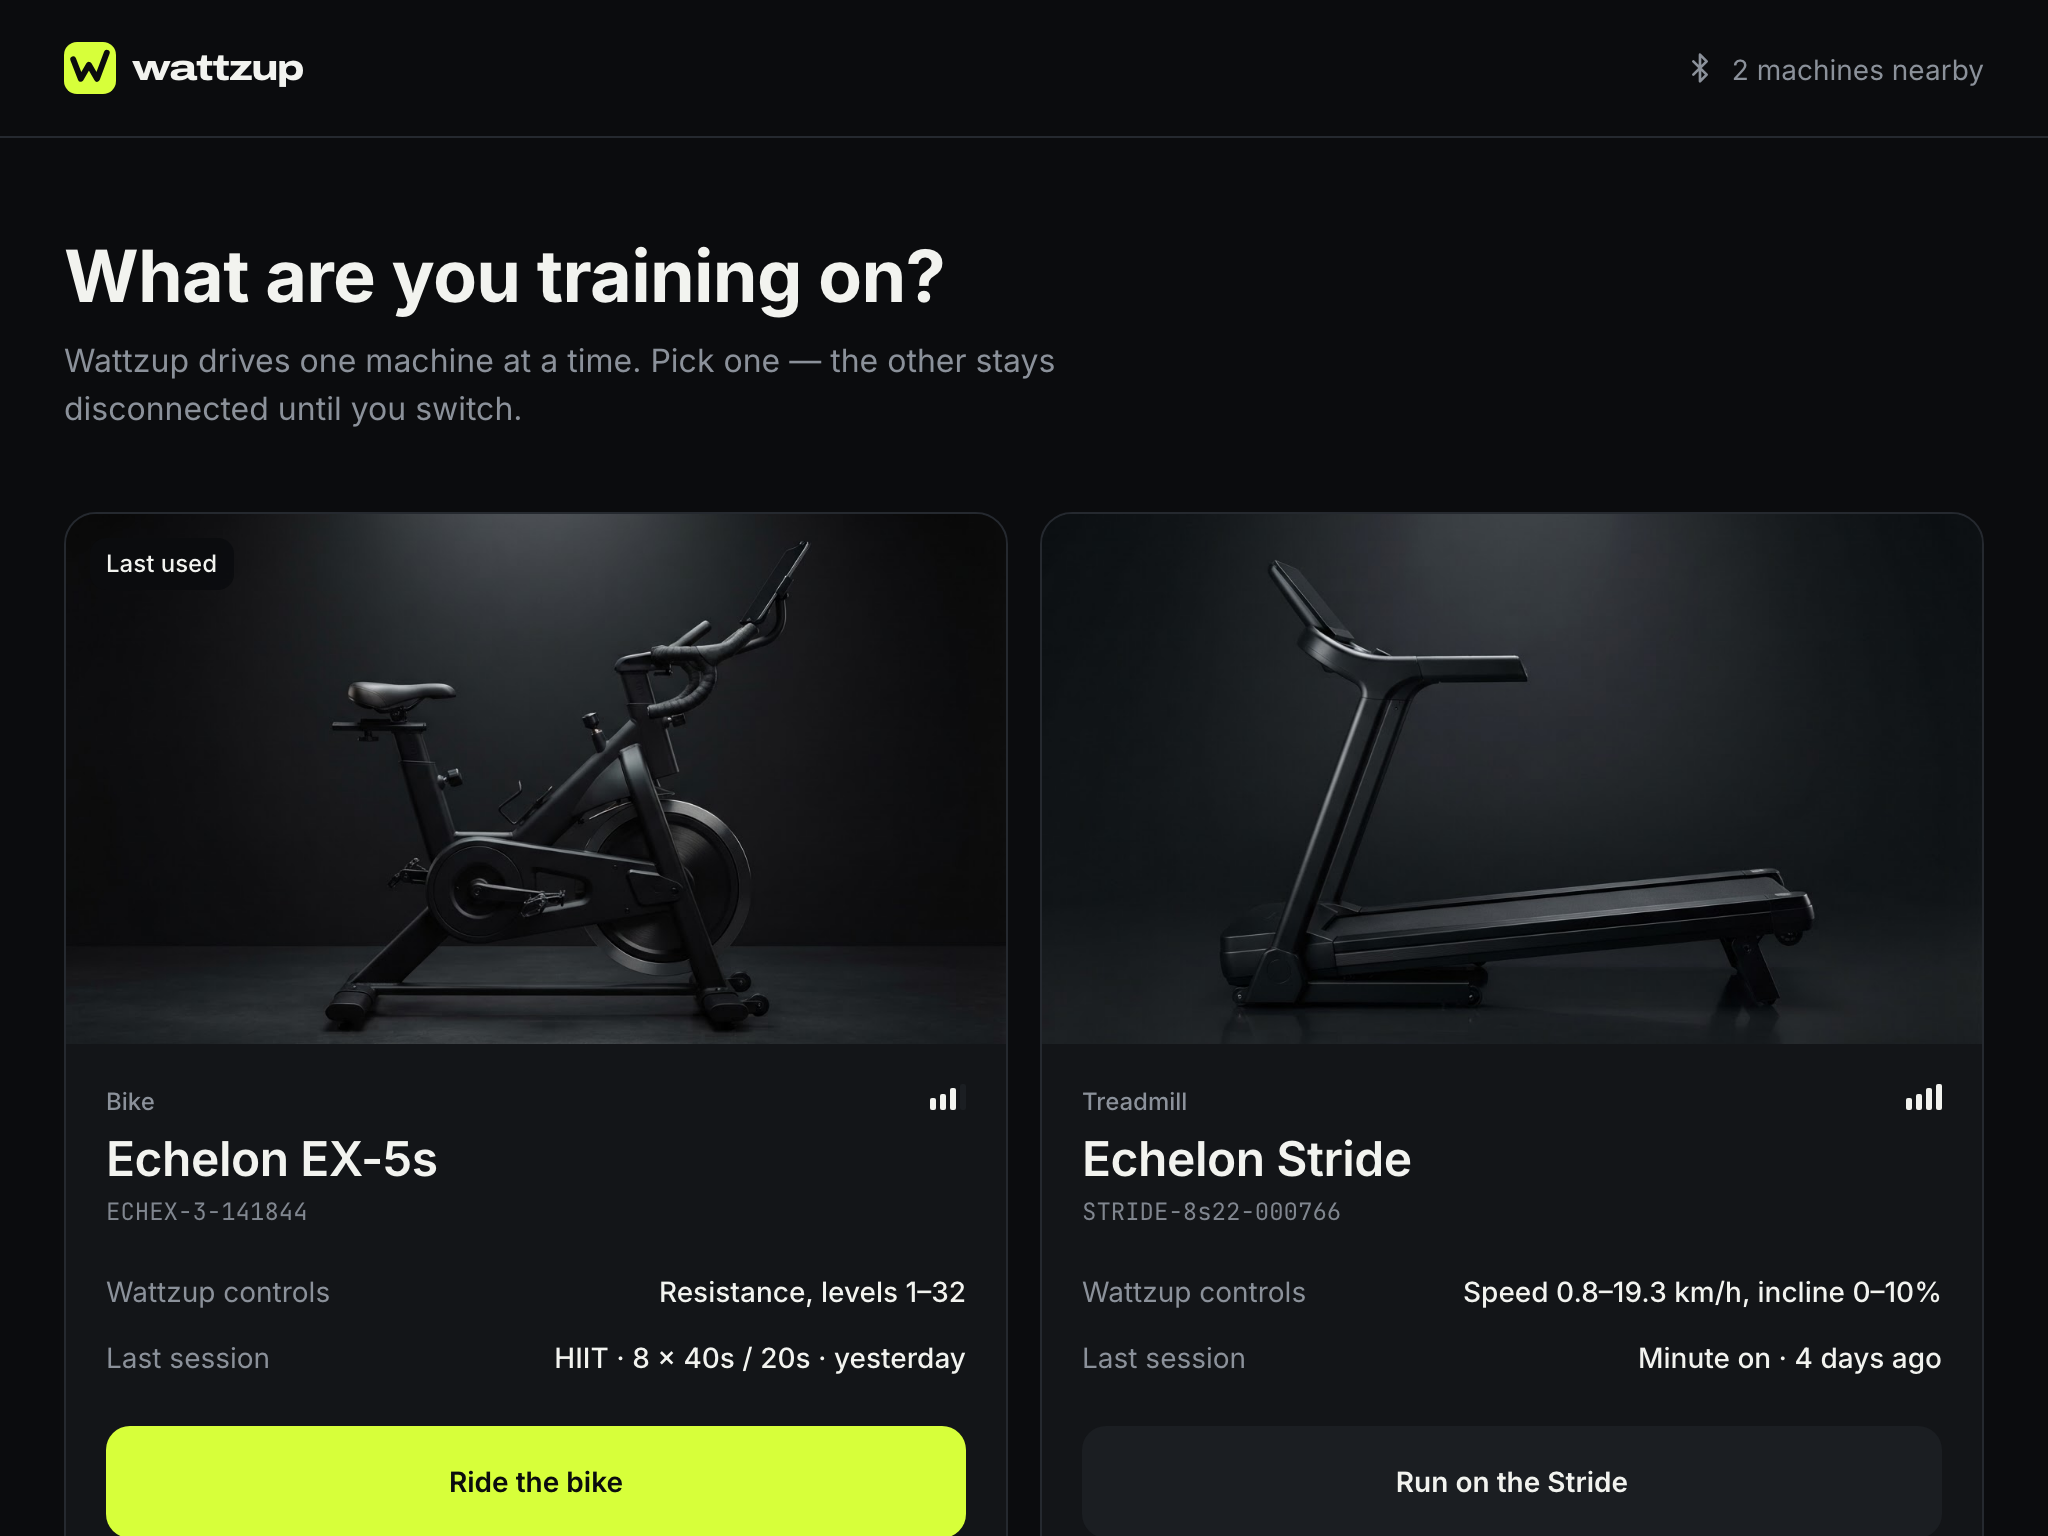 wattzup
2 machines nearby
What are you training on?
Wattzup drives one machine at a time. Pick one — the other stays
disconnected until you switch.
Last used
Bike
Echelon EX-5s
ECHEX-3-141844
Wattzup controls
Resistance, levels 1–32
Last session
HIIT · 8 × 40s / 20s · yesterday
Ride the bike
Treadmill
Echelon Stride
STRIDE-8s22-000766
Wattzup controls
Speed 0.8–19.3 km/h, incline 0–10%
Last session
Minute on · 4 days ago
Run on the Stride